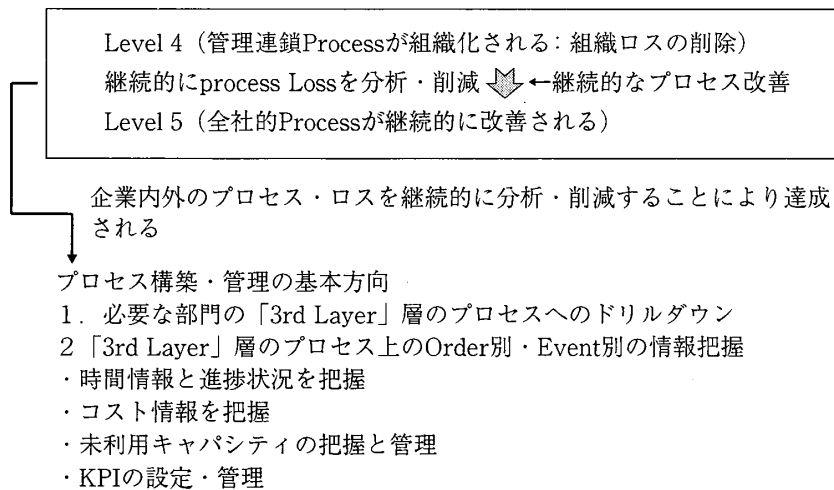 Level 4（管理連鎖Processが組織化される：組織ロスの削除）
継続的にprocess Lossを分析・削減 ←継続的なプロセス改善
Level 5（全社的Processが継続的に改善される）
企業内外のプロセス・ロスを継続的に分析・削減することにより達成
される
プロセス構築・管理の基本方向
1．必要な部門の「3rd Layer」層のプロセスへのドリルダウン
2「3rd Layer」層のプロセス上のOrder別・Event別の情報把握
・時間情報と進捗状況を把握
・コスト情報を把握
・未利用キャパシティの把握と管理
・KPIの設定・管理